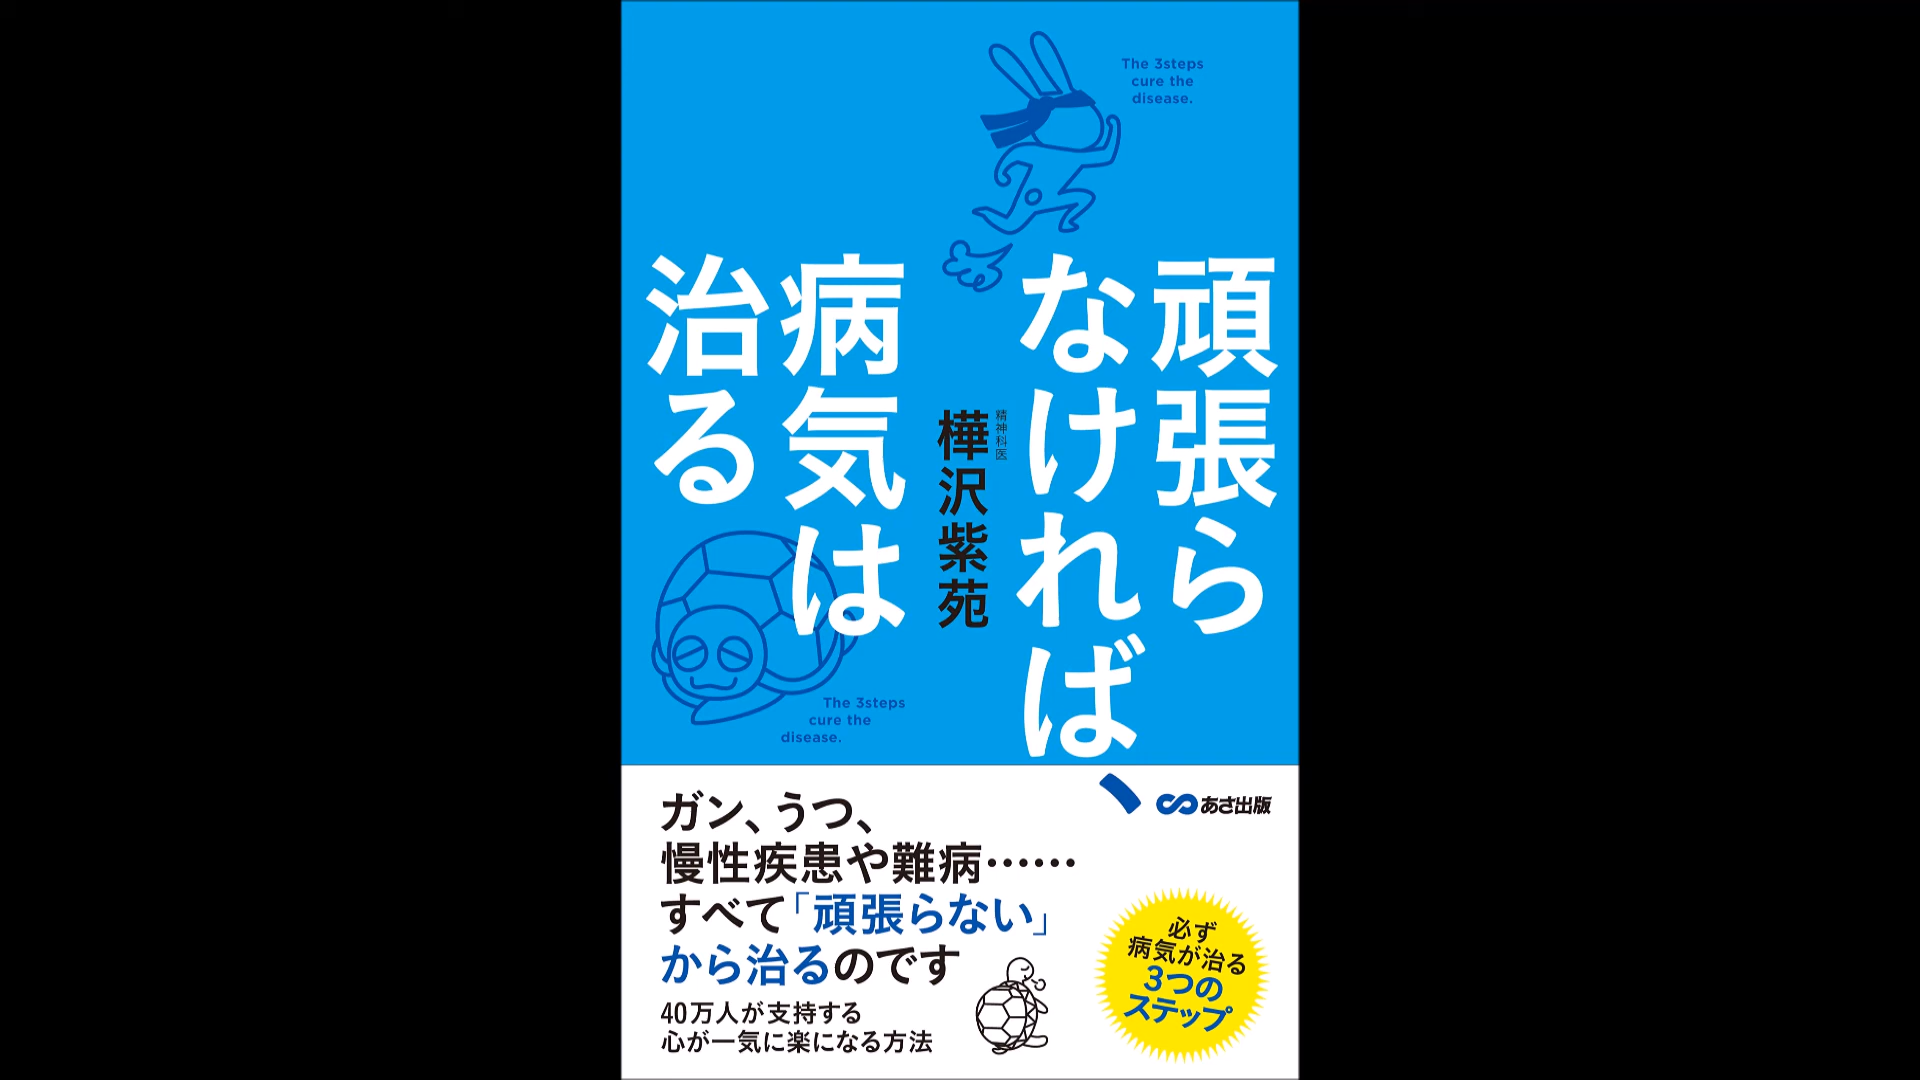 The 3steps
cure the
disease.
頑張ら
なければ、
病気は
治る
精神科医
樺沢紫苑
The 3steps
cure the
disease.
あさ出版
ガン、うつ、
慢性疾患や難病……
すべて「頑張らない」
から治るのです
40万人が支持する
心が一気に楽になる方法
必ず
病気が治る
3つの
ステップ